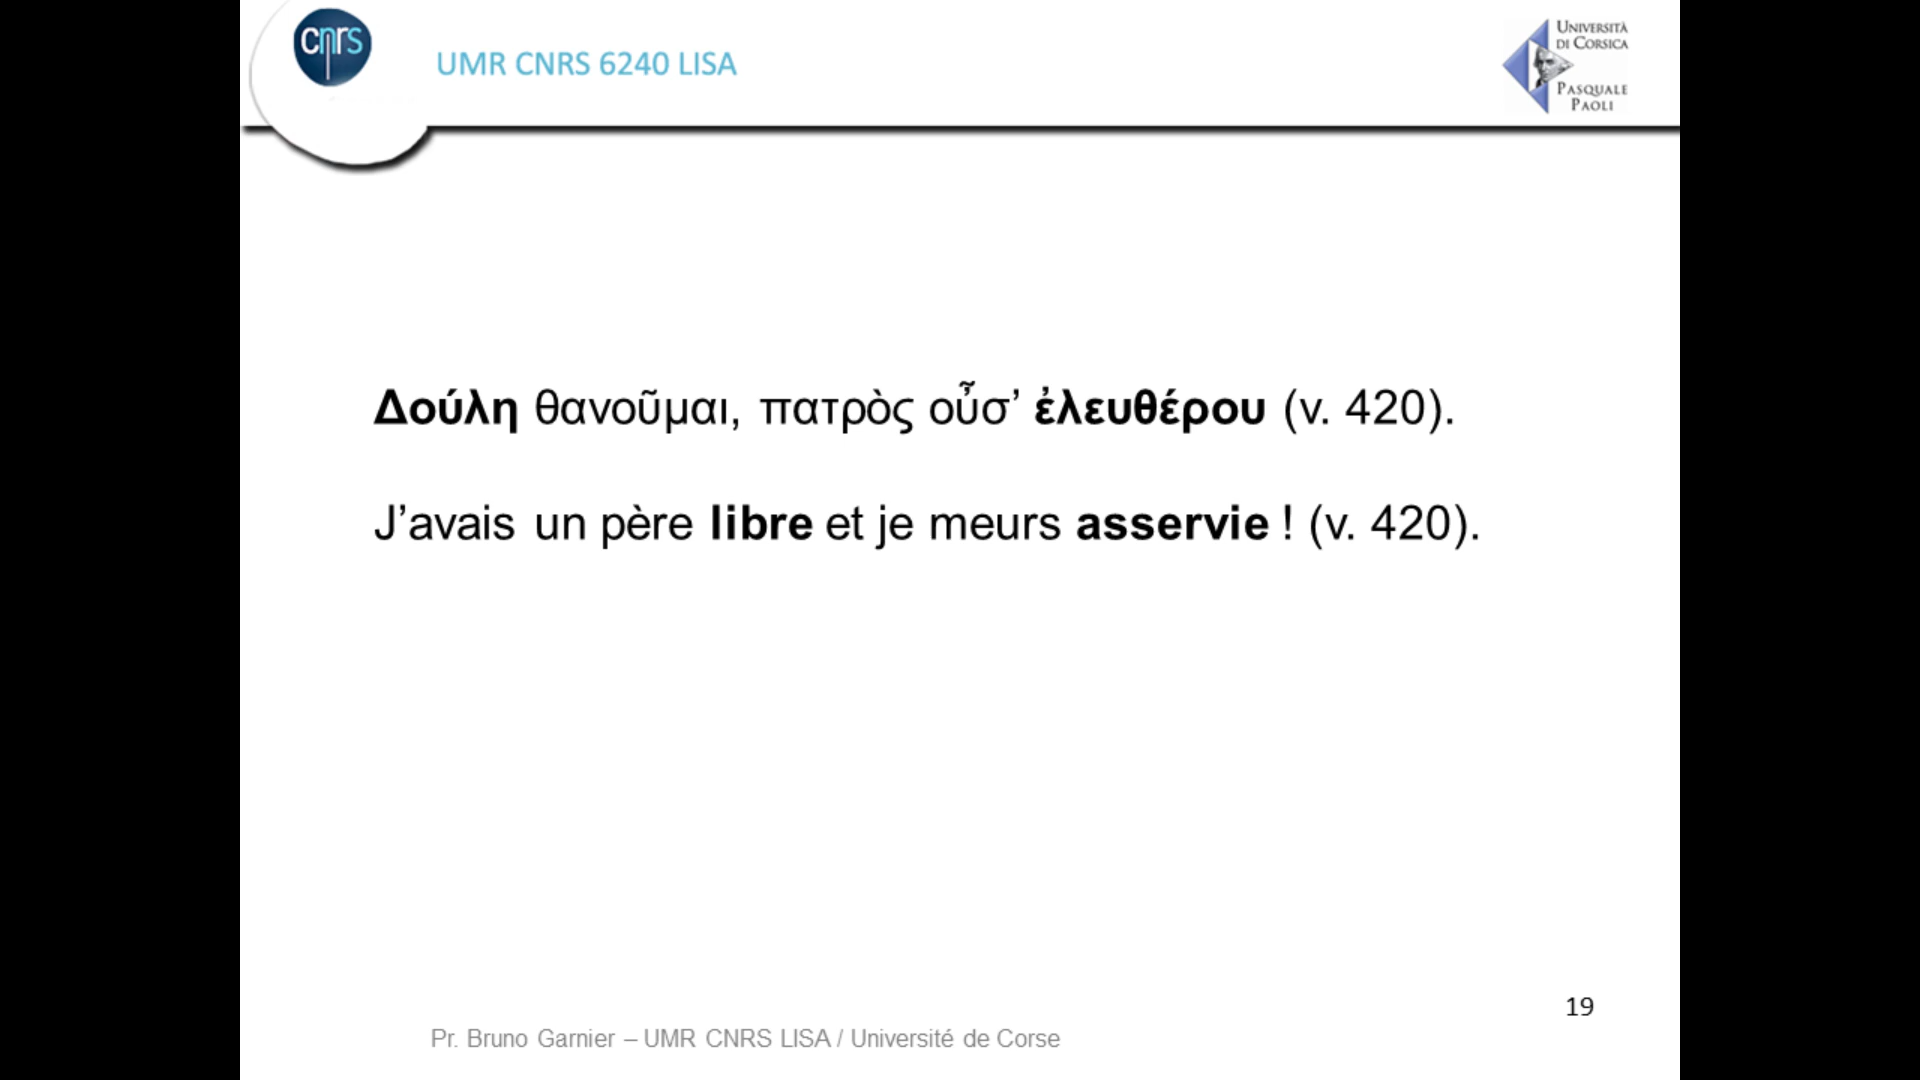 cnrs
UMR CNRS 6240 LISA
UNIVERSITÀ
DI CORSICA
PASQUALE
PAOLI
Δούλη θανοῦμαι, πατρὸς οὖσ’ ἐλευθέρου (v. 420).
J’avais un père libre et je meurs asservie ! (v. 420).
19
Pr. Bruno Garnier – UMR CNRS LISA / Université de Corse